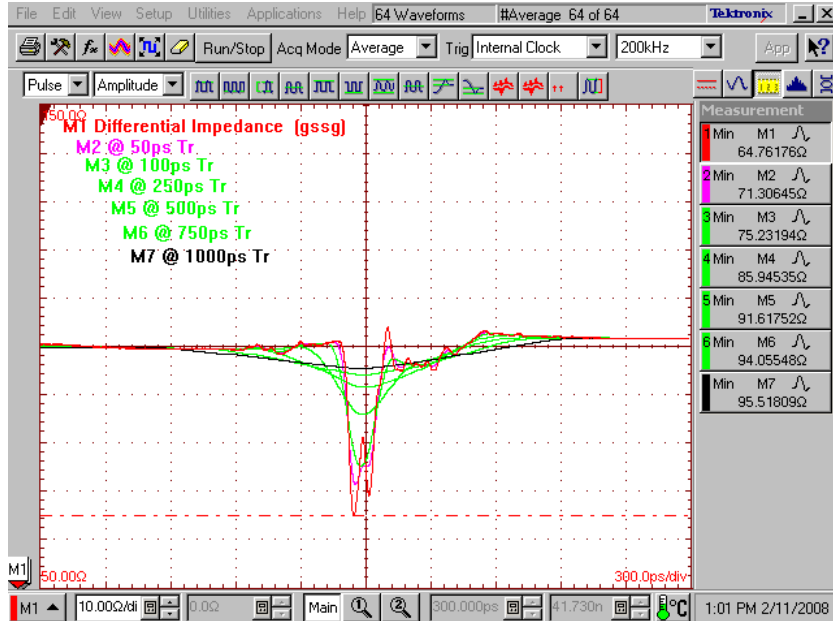 File Edit View Setup Utilities Applications Help 64 Waveforms #Average 64 of 64 Tektronix
Run/Stop Acq Mode Average Trig Internal Clock 200kHz App
Pulse Amplitude
150.0Ω
M1 Differential Impedance (gssg)
M2 @ 50ps Tr
M3 @ 100ps Tr
M4 @ 250ps Tr
M5 @ 500ps Tr
M6 @ 750ps Tr
M7 @ 1000ps Tr
Measurement
1 Min M1
64.76176Ω
2 Min M2
71.30645Ω
3 Min M3
75.23194Ω
4 Min M4
85.94535Ω
5 Min M5
91.61752Ω
6 Min M6
94.05548Ω
Min M7
95.51809Ω
M1
50.00Ω
300.0ps/div
M1 10.00Ω/di 0.0Ω Main 1 2 300.000ps 41.730n °C 1:01 PM 2/11/2008